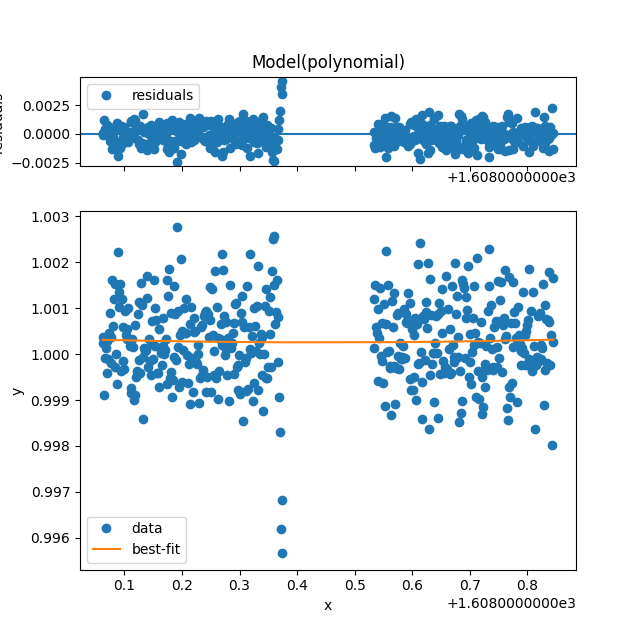 Model(polynomial)
residuals
0.0025
0.0000
−0.0025
residuals
+1.6080000000e3
1.003
1.002
1.001
1.000
0.999
0.998
0.997
0.996
y
data
best-fit
0.1 0.2 0.3 0.4 0.5 0.6 0.7 0.8
x
+1.6080000000e3